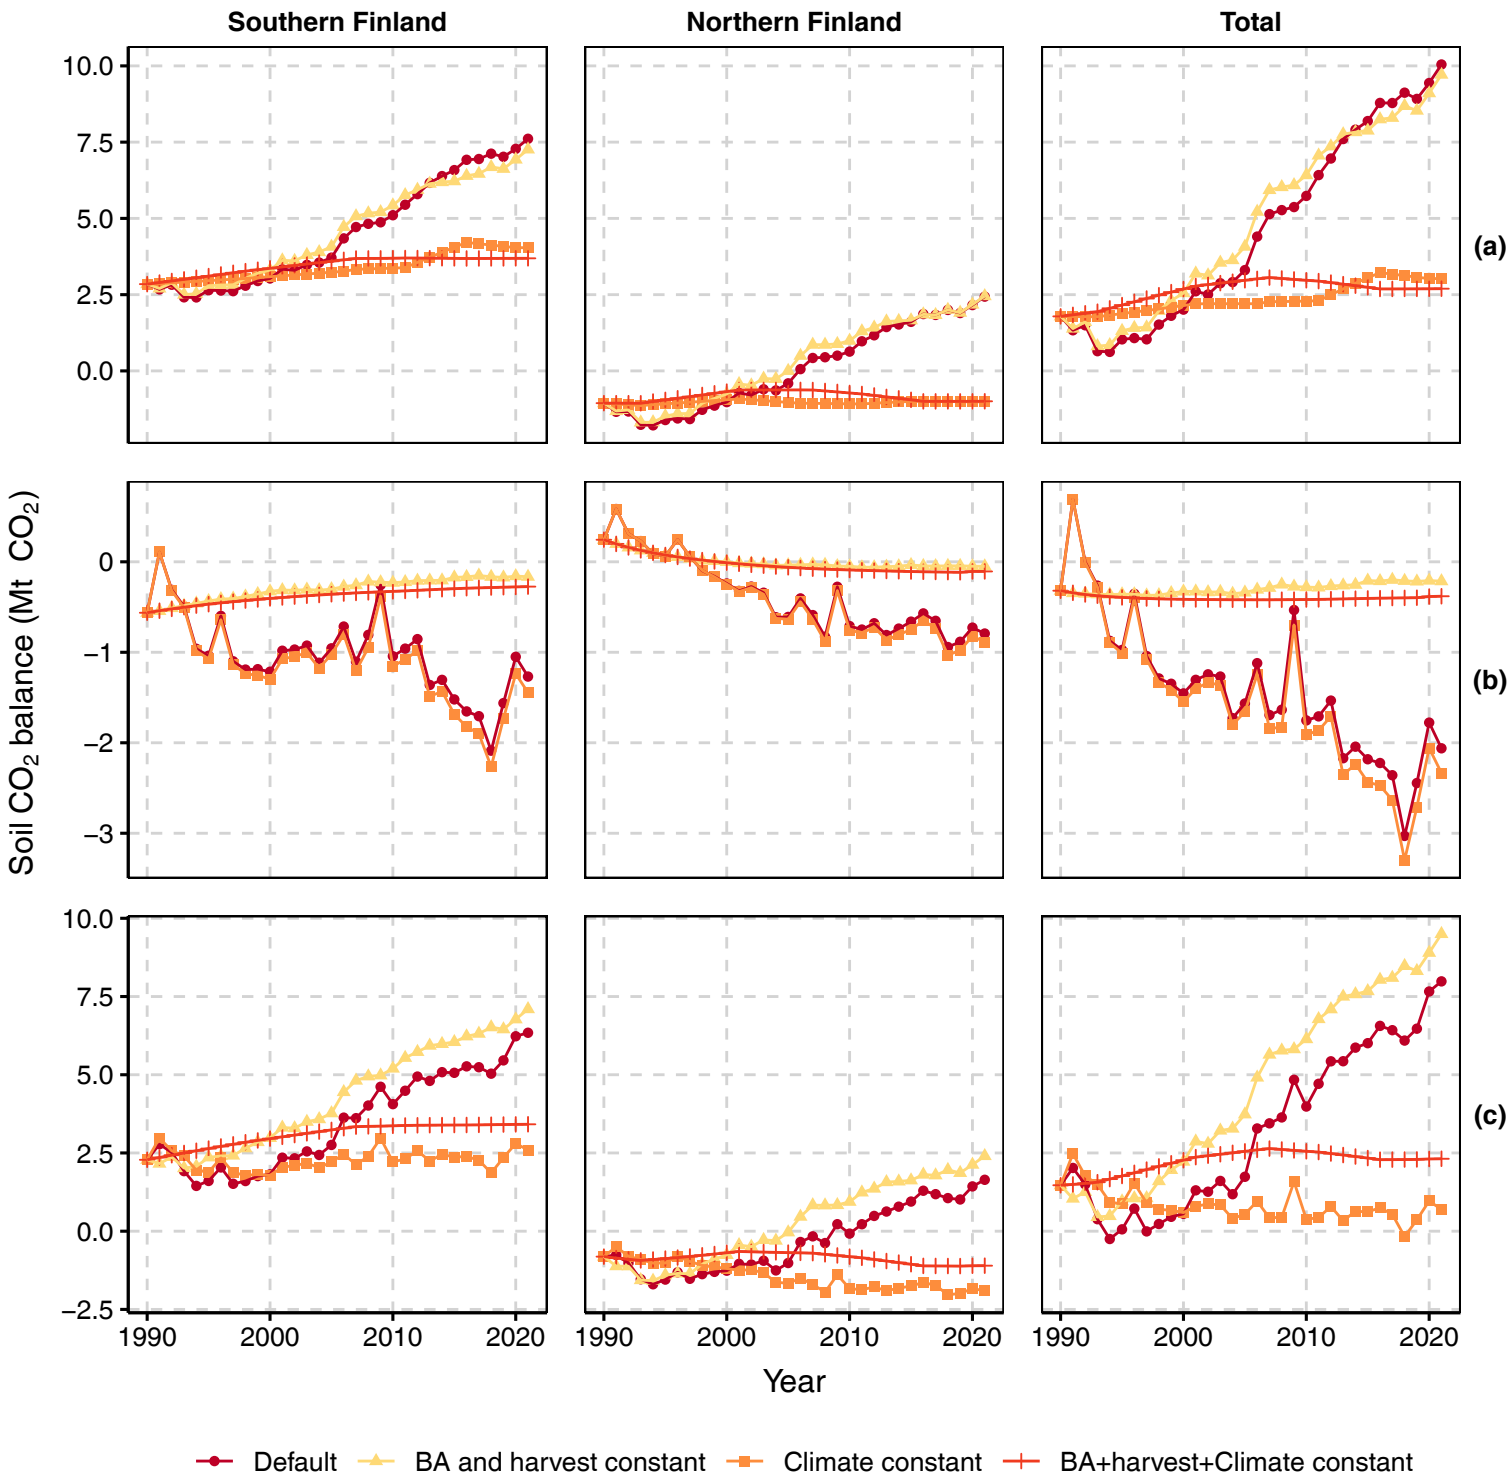 Southern Finland Northern Finland Total
10.0
7.5
5.0
2.5
0.0
(a)
Soil CO₂ balance (Mt CO₂)
0
−1
−2
−3
(b)
10.0
7.5
5.0
2.5
0.0
−2.5
(c)
1990 2000 2010 2020 1990 2000 2010 2020 1990 2000 2010 2020
Year
Default BA and harvest constant Climate constant BA+harvest+Climate constant